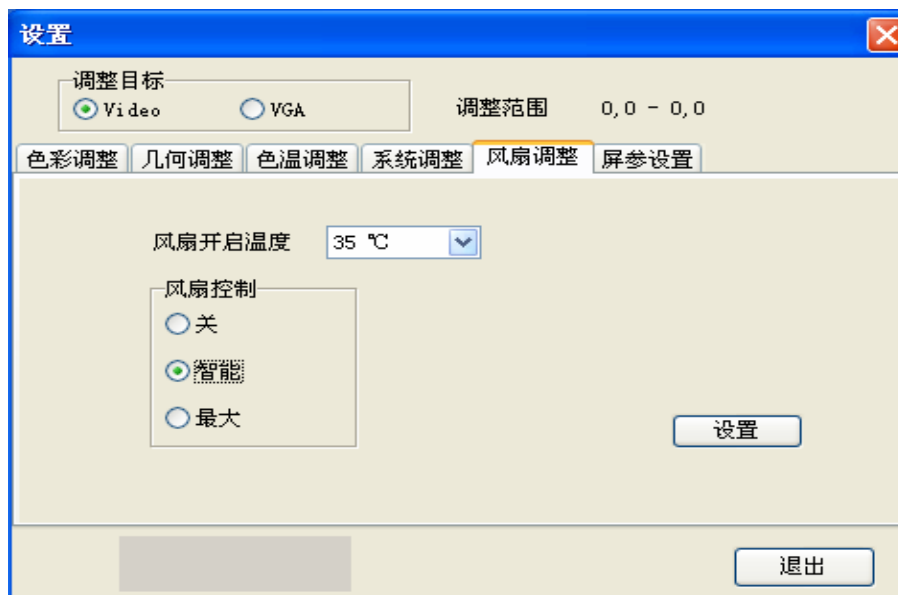 设置
调整目标
Video VGA 调整范围 0,0 - 0,0
色彩调整 几何调整 色温调整 系统调整 风扇调整 屏参设置
风扇开启温度 35 ℃
风扇控制
关
智能
最大
设置
退出